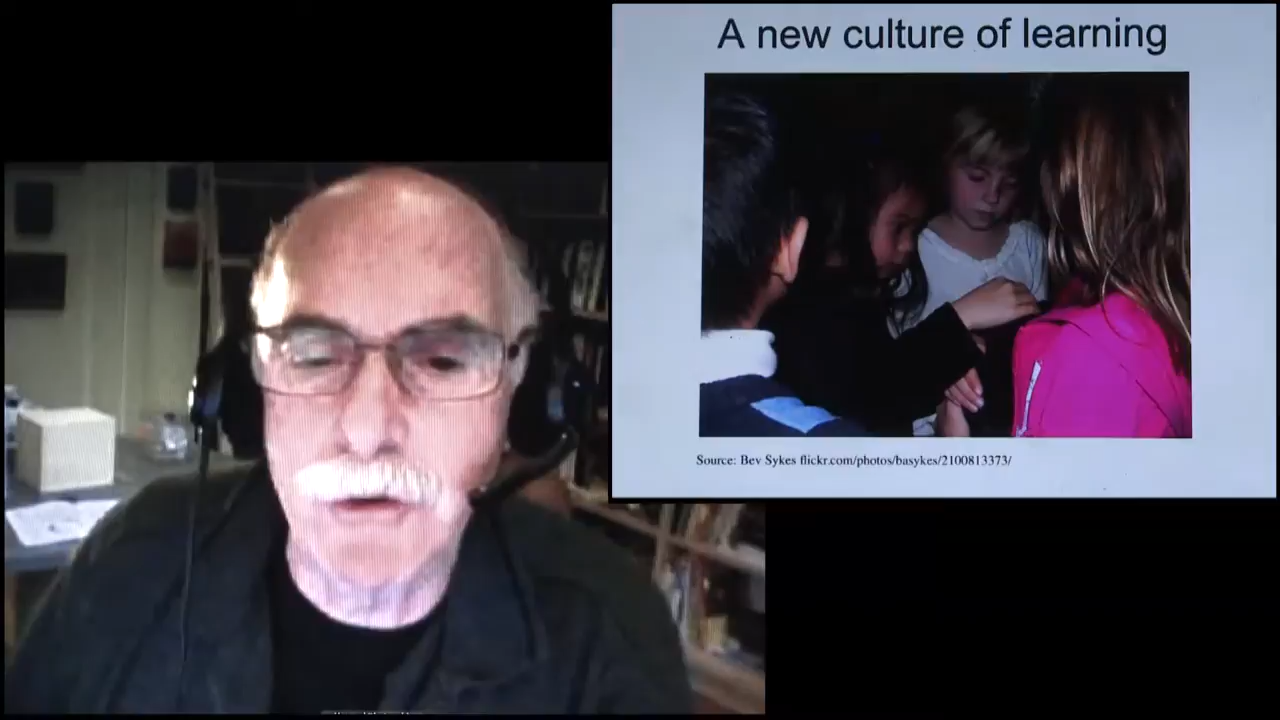 A new culture of learning
Source: Bev Sykes flickr.com/photos/basykes/2100813373/